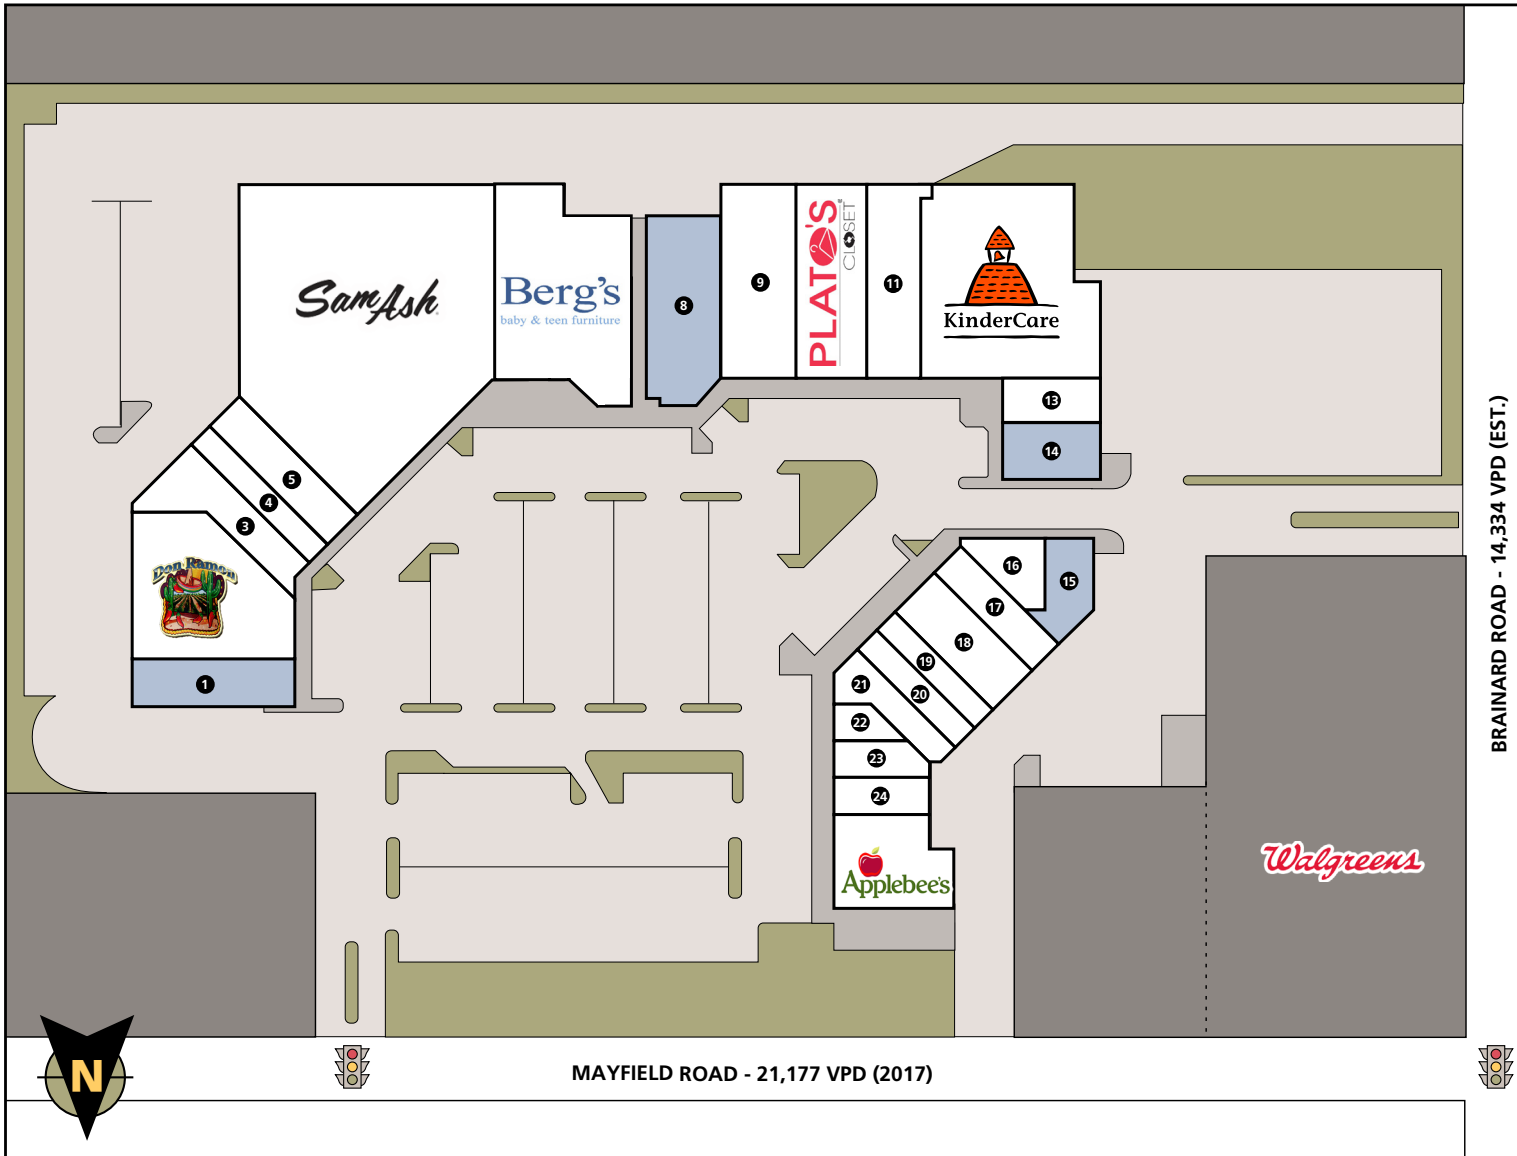 Sam Ash
Berg's
baby & teen furniture
8
9
PLATO'S
CLOSET
11
KinderCare
13
14
5
4
3
Don Ramon
1
16
15
17
18
19
20
21
22
23
24
Applebee's
Walgreens
BRAINARD ROAD - 14,334 VPD (EST.)
N
MAYFIELD ROAD - 21,177 VPD (2017)